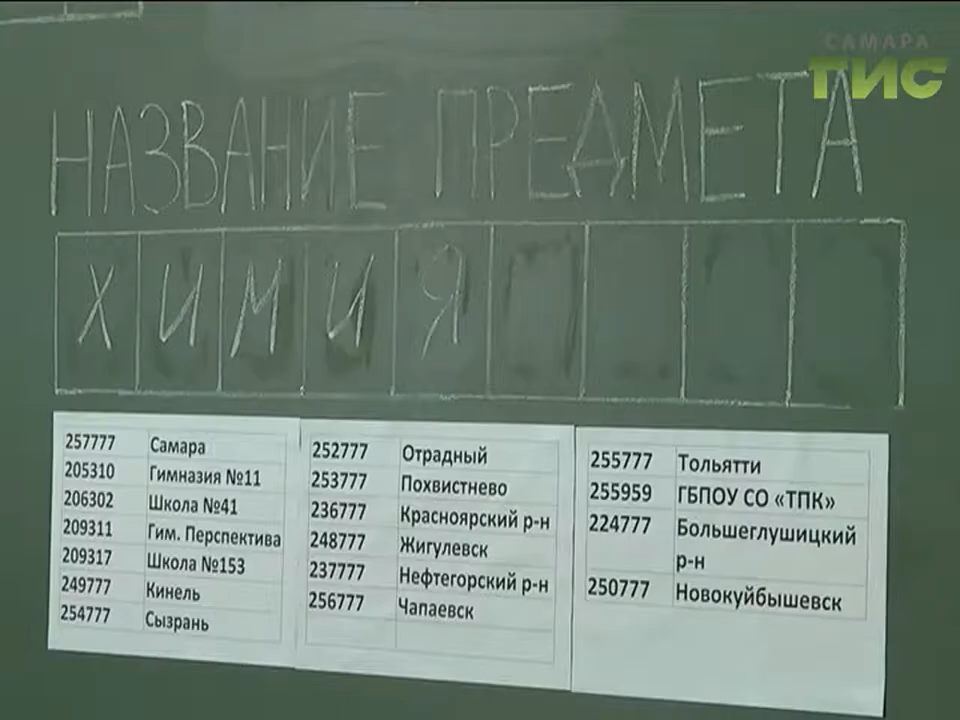 САМАРА
ТИС
НАЗВАНИЕ ПРЕДМЕТА
ХИМИЯ
257777 Самара
205310 Гимназия №11
206302 Школа №41
209311 Гим. Перспектива
209317 Школа №153
249777 Кинель
254777 Сызрань
252777 Отрадный
253777 Похвистнево
236777 Красноярский р-н
248777 Жигулевск
237777 Нефтегорский р-н
256777 Чапаевск
255777 Тольятти
255959 ГБПОУ СО «ТПК»
224777 Большеглушицкий
р-н
250777 Новокуйбышевск